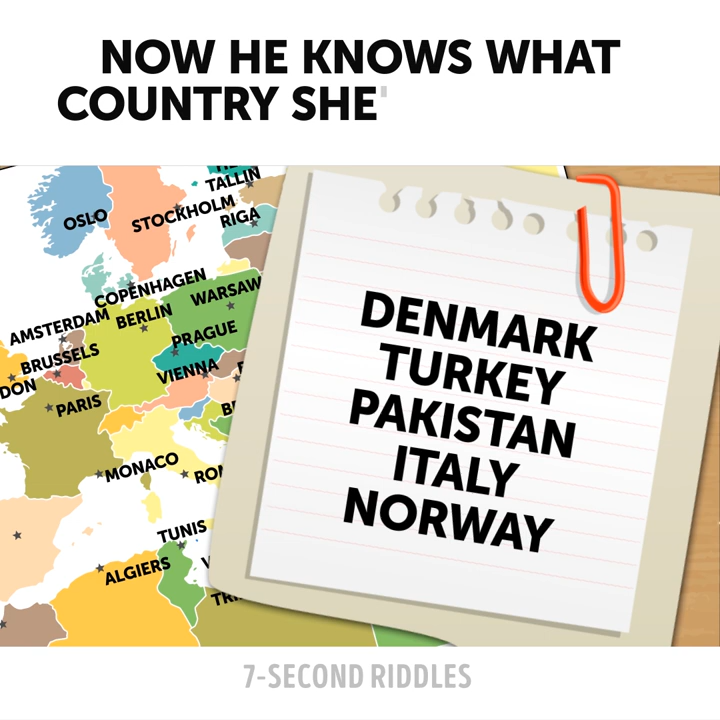 NOW HE KNOWS WHAT
COUNTRY SHE'
TALLIN
OSLO
STOCKHOLM
RIGA
COPENHAGEN
WARSAW
AMSTERDAM
BERLIN
BRUSSELS
PRAGUE
DON
VIENNA
PARIS
MONACO
TUNIS
ALGIERS
DENMARK
TURKEY
PAKISTAN
ITALY
NORWAY
7-SECOND RIDDLES